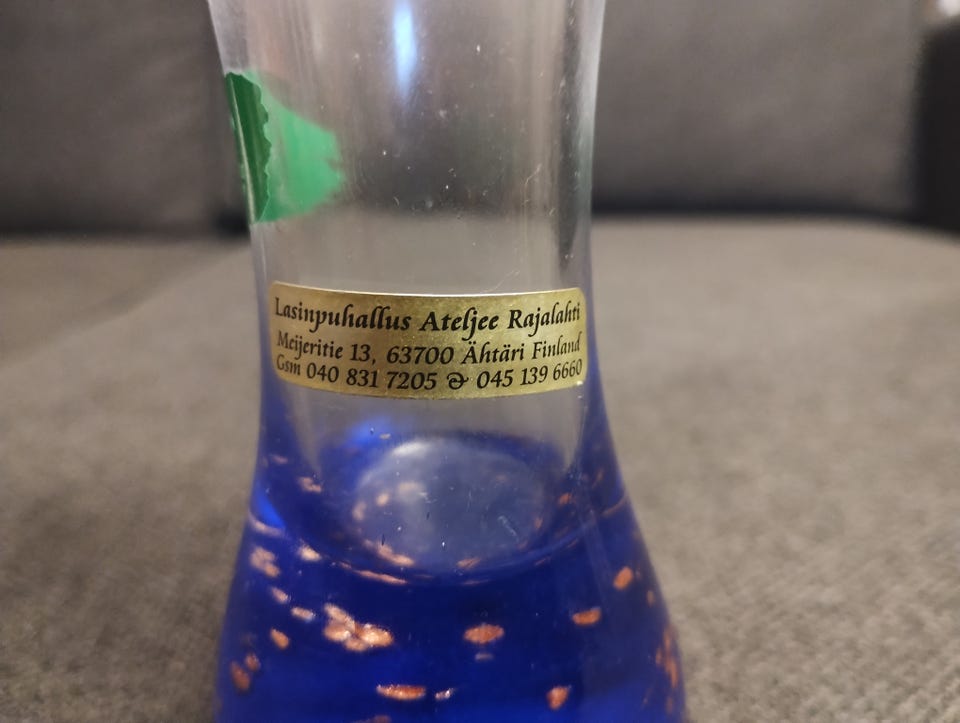 Lasinpuhallus Ateljee Rajalahti
Meijeritie 13, 63700 Ähtäri Finland
Gsm 040 831 7205 & 045 139 6660